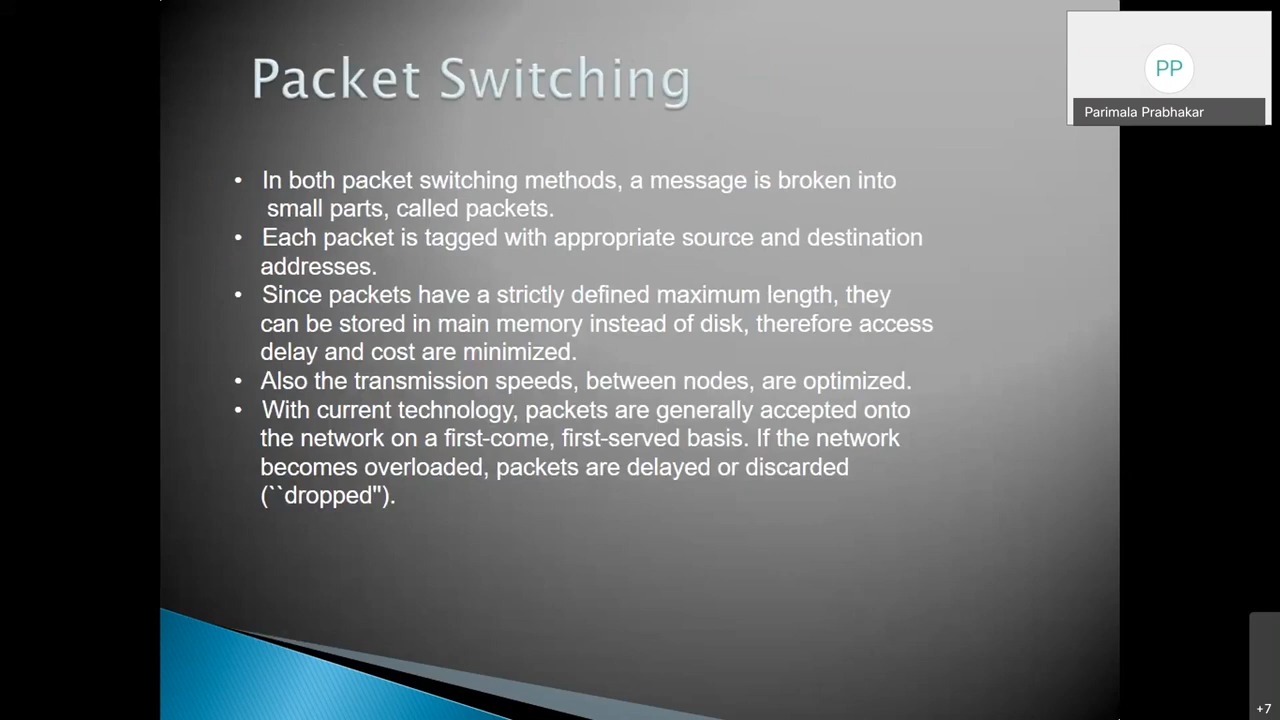 Packet Switching
PP
Parimala Prabhakar
• In both packet switching methods, a message is broken into
small parts, called packets.
• Each packet is tagged with appropriate source and destination
addresses.
• Since packets have a strictly defined maximum length, they
can be stored in main memory instead of disk, therefore access
delay and cost are minimized.
• Also the transmission speeds, between nodes, are optimized.
• With current technology, packets are generally accepted onto
the network on a first-come, first-served basis. If the network
becomes overloaded, packets are delayed or discarded
(``dropped").
+7